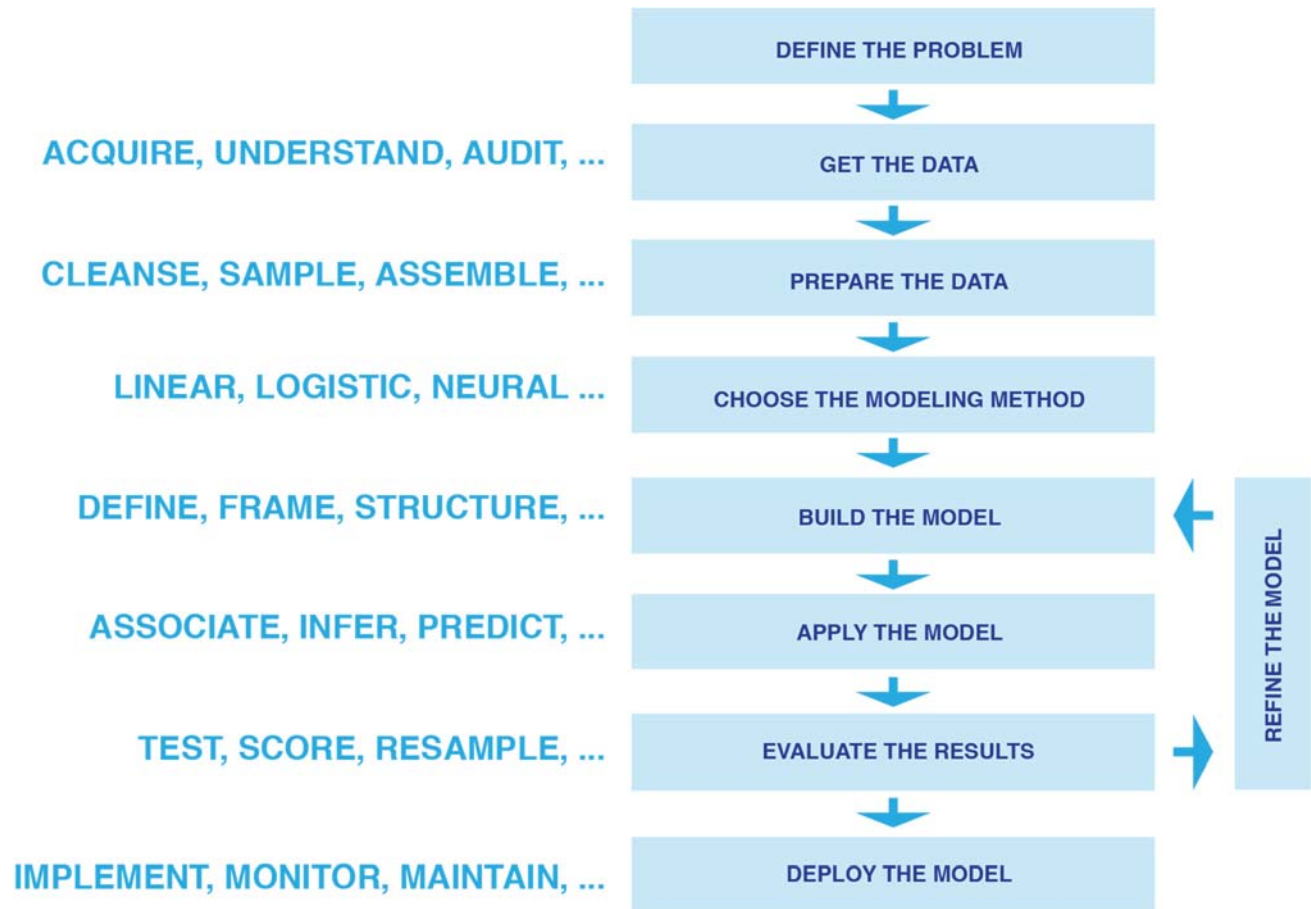 DEFINE THE PROBLEM
ACQUIRE, UNDERSTAND, AUDIT, ...
GET THE DATA
CLEANSE, SAMPLE, ASSEMBLE, ...
PREPARE THE DATA
LINEAR, LOGISTIC, NEURAL ...
CHOOSE THE MODELING METHOD
DEFINE, FRAME, STRUCTURE, ...
BUILD THE MODEL
ASSOCIATE, INFER, PREDICT, ...
APPLY THE MODEL
REFINE THE MODEL
TEST, SCORE, RESAMPLE, ...
EVALUATE THE RESULTS
IMPLEMENT, MONITOR, MAINTAIN, ...
DEPLOY THE MODEL